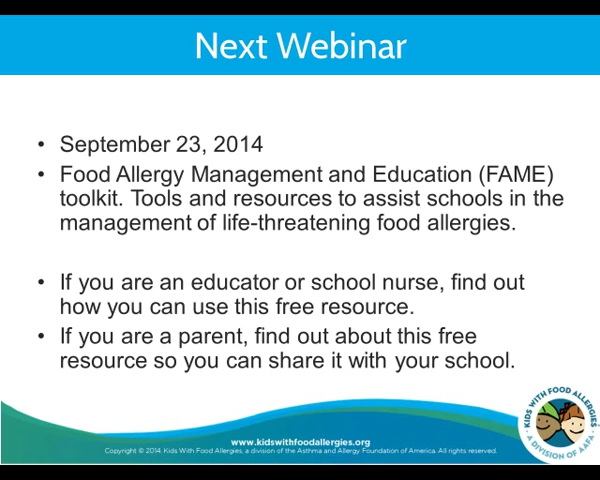 Next Webinar
• September 23, 2014
• Food Allergy Management and Education (FAME)
toolkit. Tools and resources to assist schools in the
management of life-threatening food allergies.
• If you are an educator or school nurse, find out
how you can use this free resource.
• If you are a parent, find out about this free
resource so you can share it with your school.
KIDS WITH FOOD ALLERGIES
• A DIVISION OF AAFA •
www.kidswithfoodallergies.org
Copyright © 2014. Kids With Food Allergies, a division of the Asthma and Allergy Foundation of America. All rights reserved.